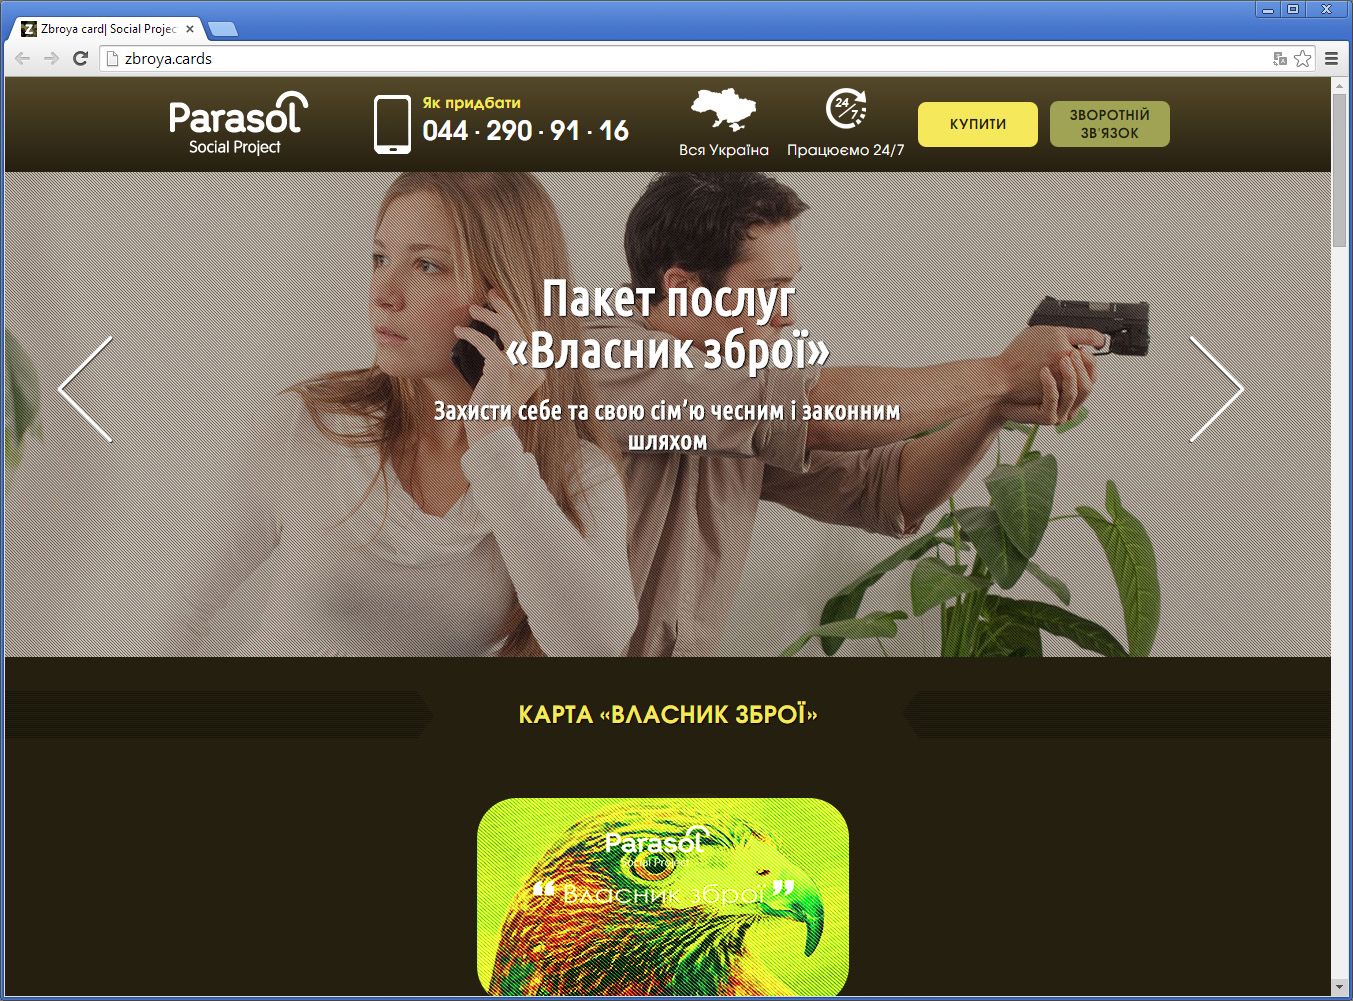 Zbroya card| Social Projec
zbroya.cards
Parasol
Social Project
Як придбати
044 · 290 · 91 · 16
Вся Україна
24/7
Працюємо 24/7
КУПИТИ
ЗВОРОТНІЙ
ЗВ'ЯЗОК
Пакет послуг
«Власник зброї»
Захисти себе та свою сім'ю чесним і законним
шляхом
КАРТА «ВЛАСНИК ЗБРОЇ»
Parasol
Social Project
❝ Власник зброї ❞